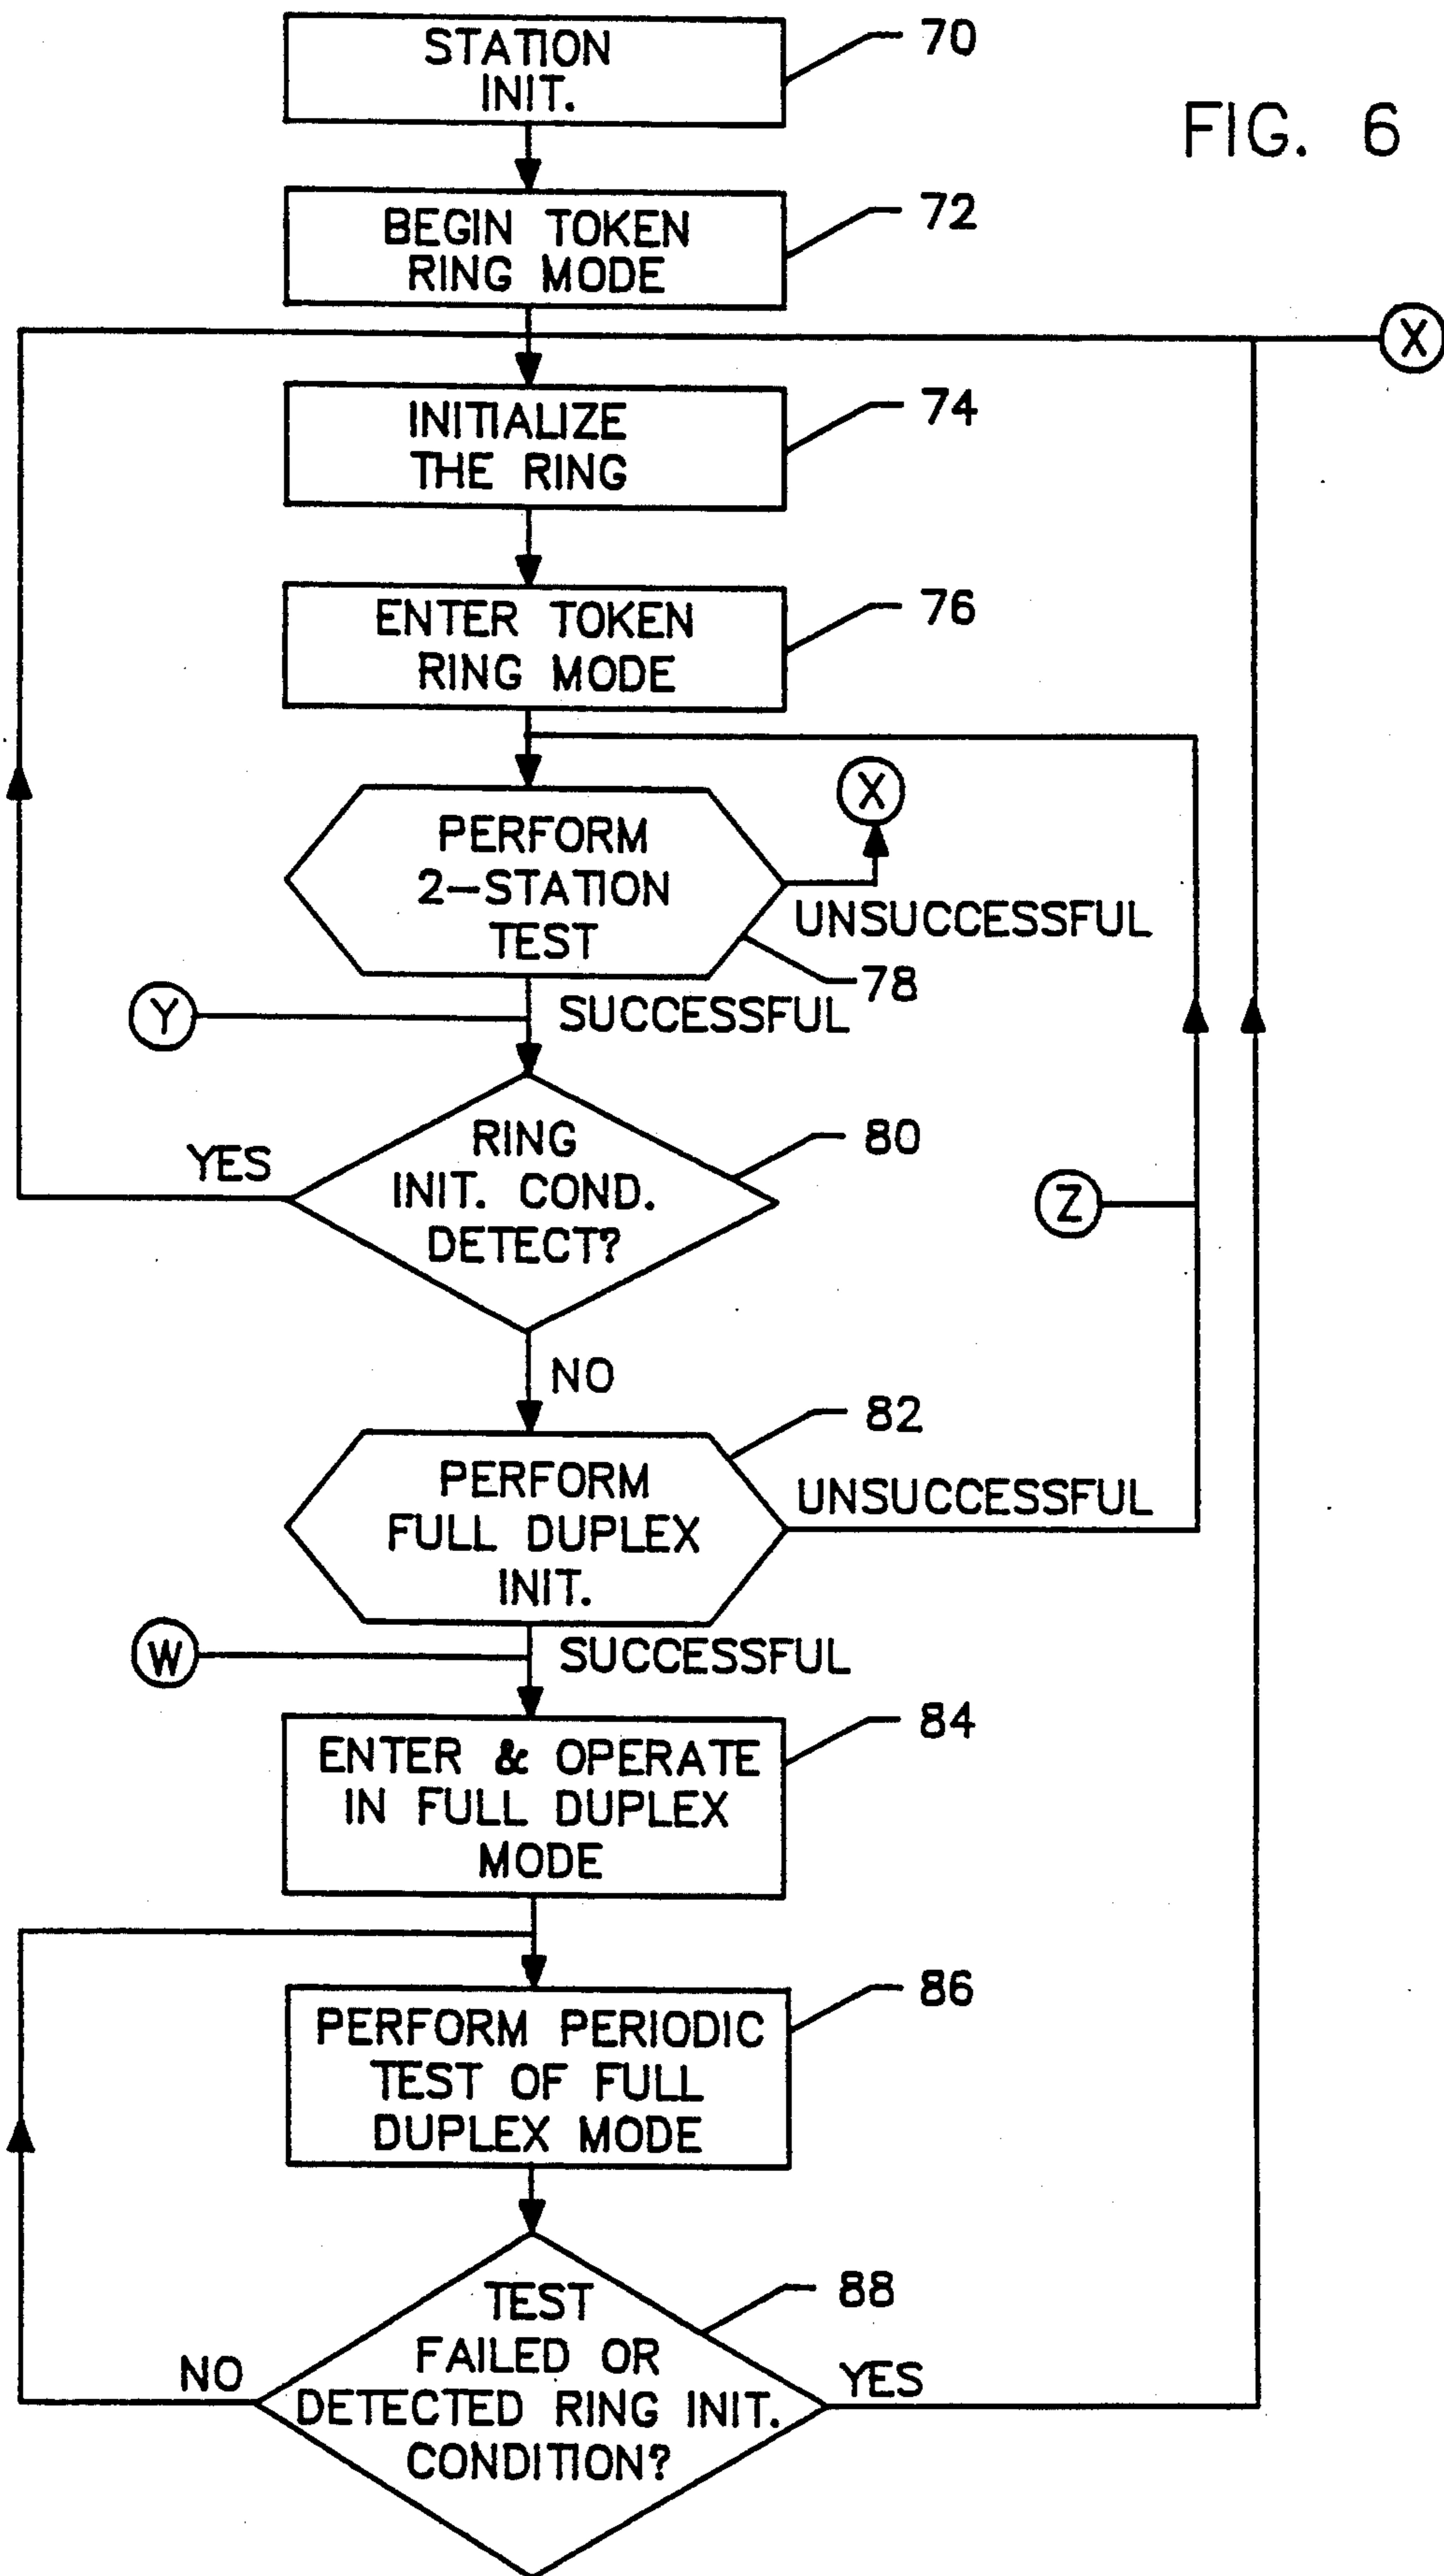 STATION
INIT.
70
FIG. 6
BEGIN TOKEN
RING MODE
72
X
INITIALIZE
THE RING
74
ENTER TOKEN
RING MODE
76
X
PERFORM
2-STATION
TEST
UNSUCCESSFUL
78
Y
SUCCESSFUL
RING
INIT. COND.
DETECT?
80
YES
Z
NO
82
PERFORM
FULL DUPLEX
INIT.
UNSUCCESSFUL
W
SUCCESSFUL
84
ENTER & OPERATE
IN FULL DUPLEX
MODE
86
PERFORM PERIODIC
TEST OF FULL
DUPLEX MODE
88
TEST
FAILED OR
DETECTED RING INIT.
CONDITION?
NO
YES